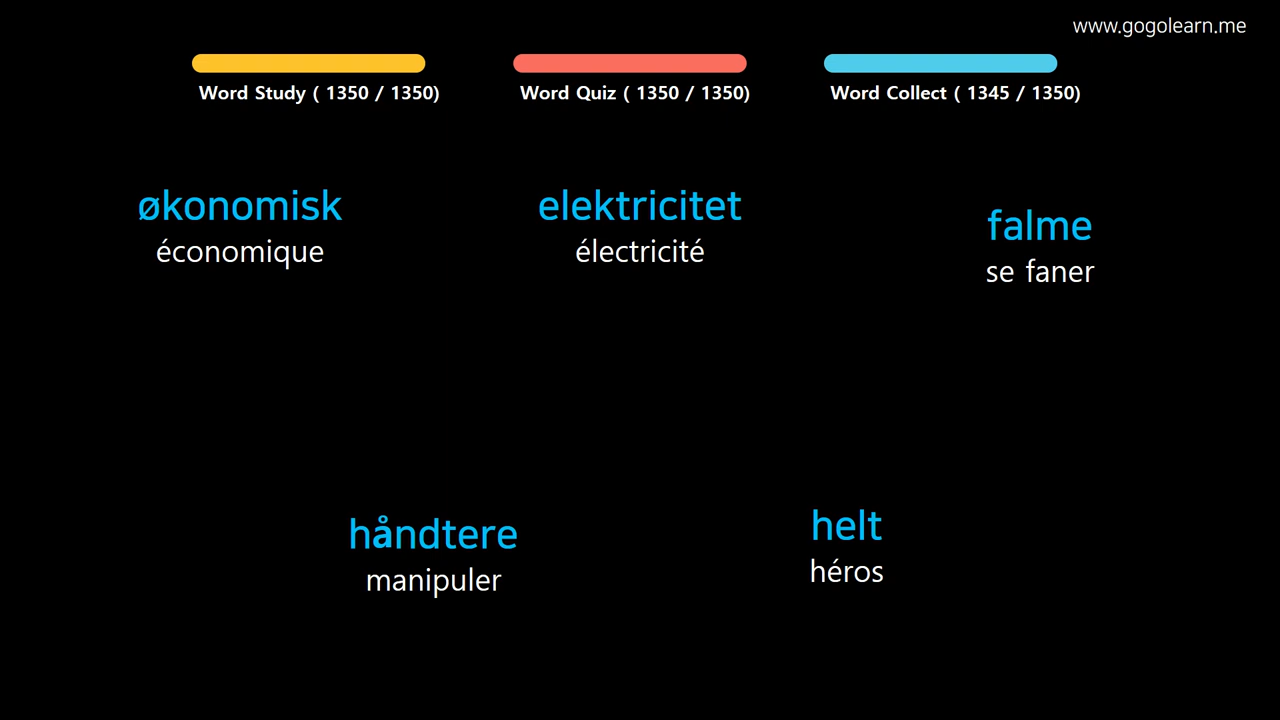 www.gogolearn.me
Word Study ( 1350 / 1350)
Word Quiz ( 1350 / 1350)
Word Collect ( 1345 / 1350)
økonomisk
économique
elektricitet
électricité
falme
se faner
håndtere
manipuler
helt
héros